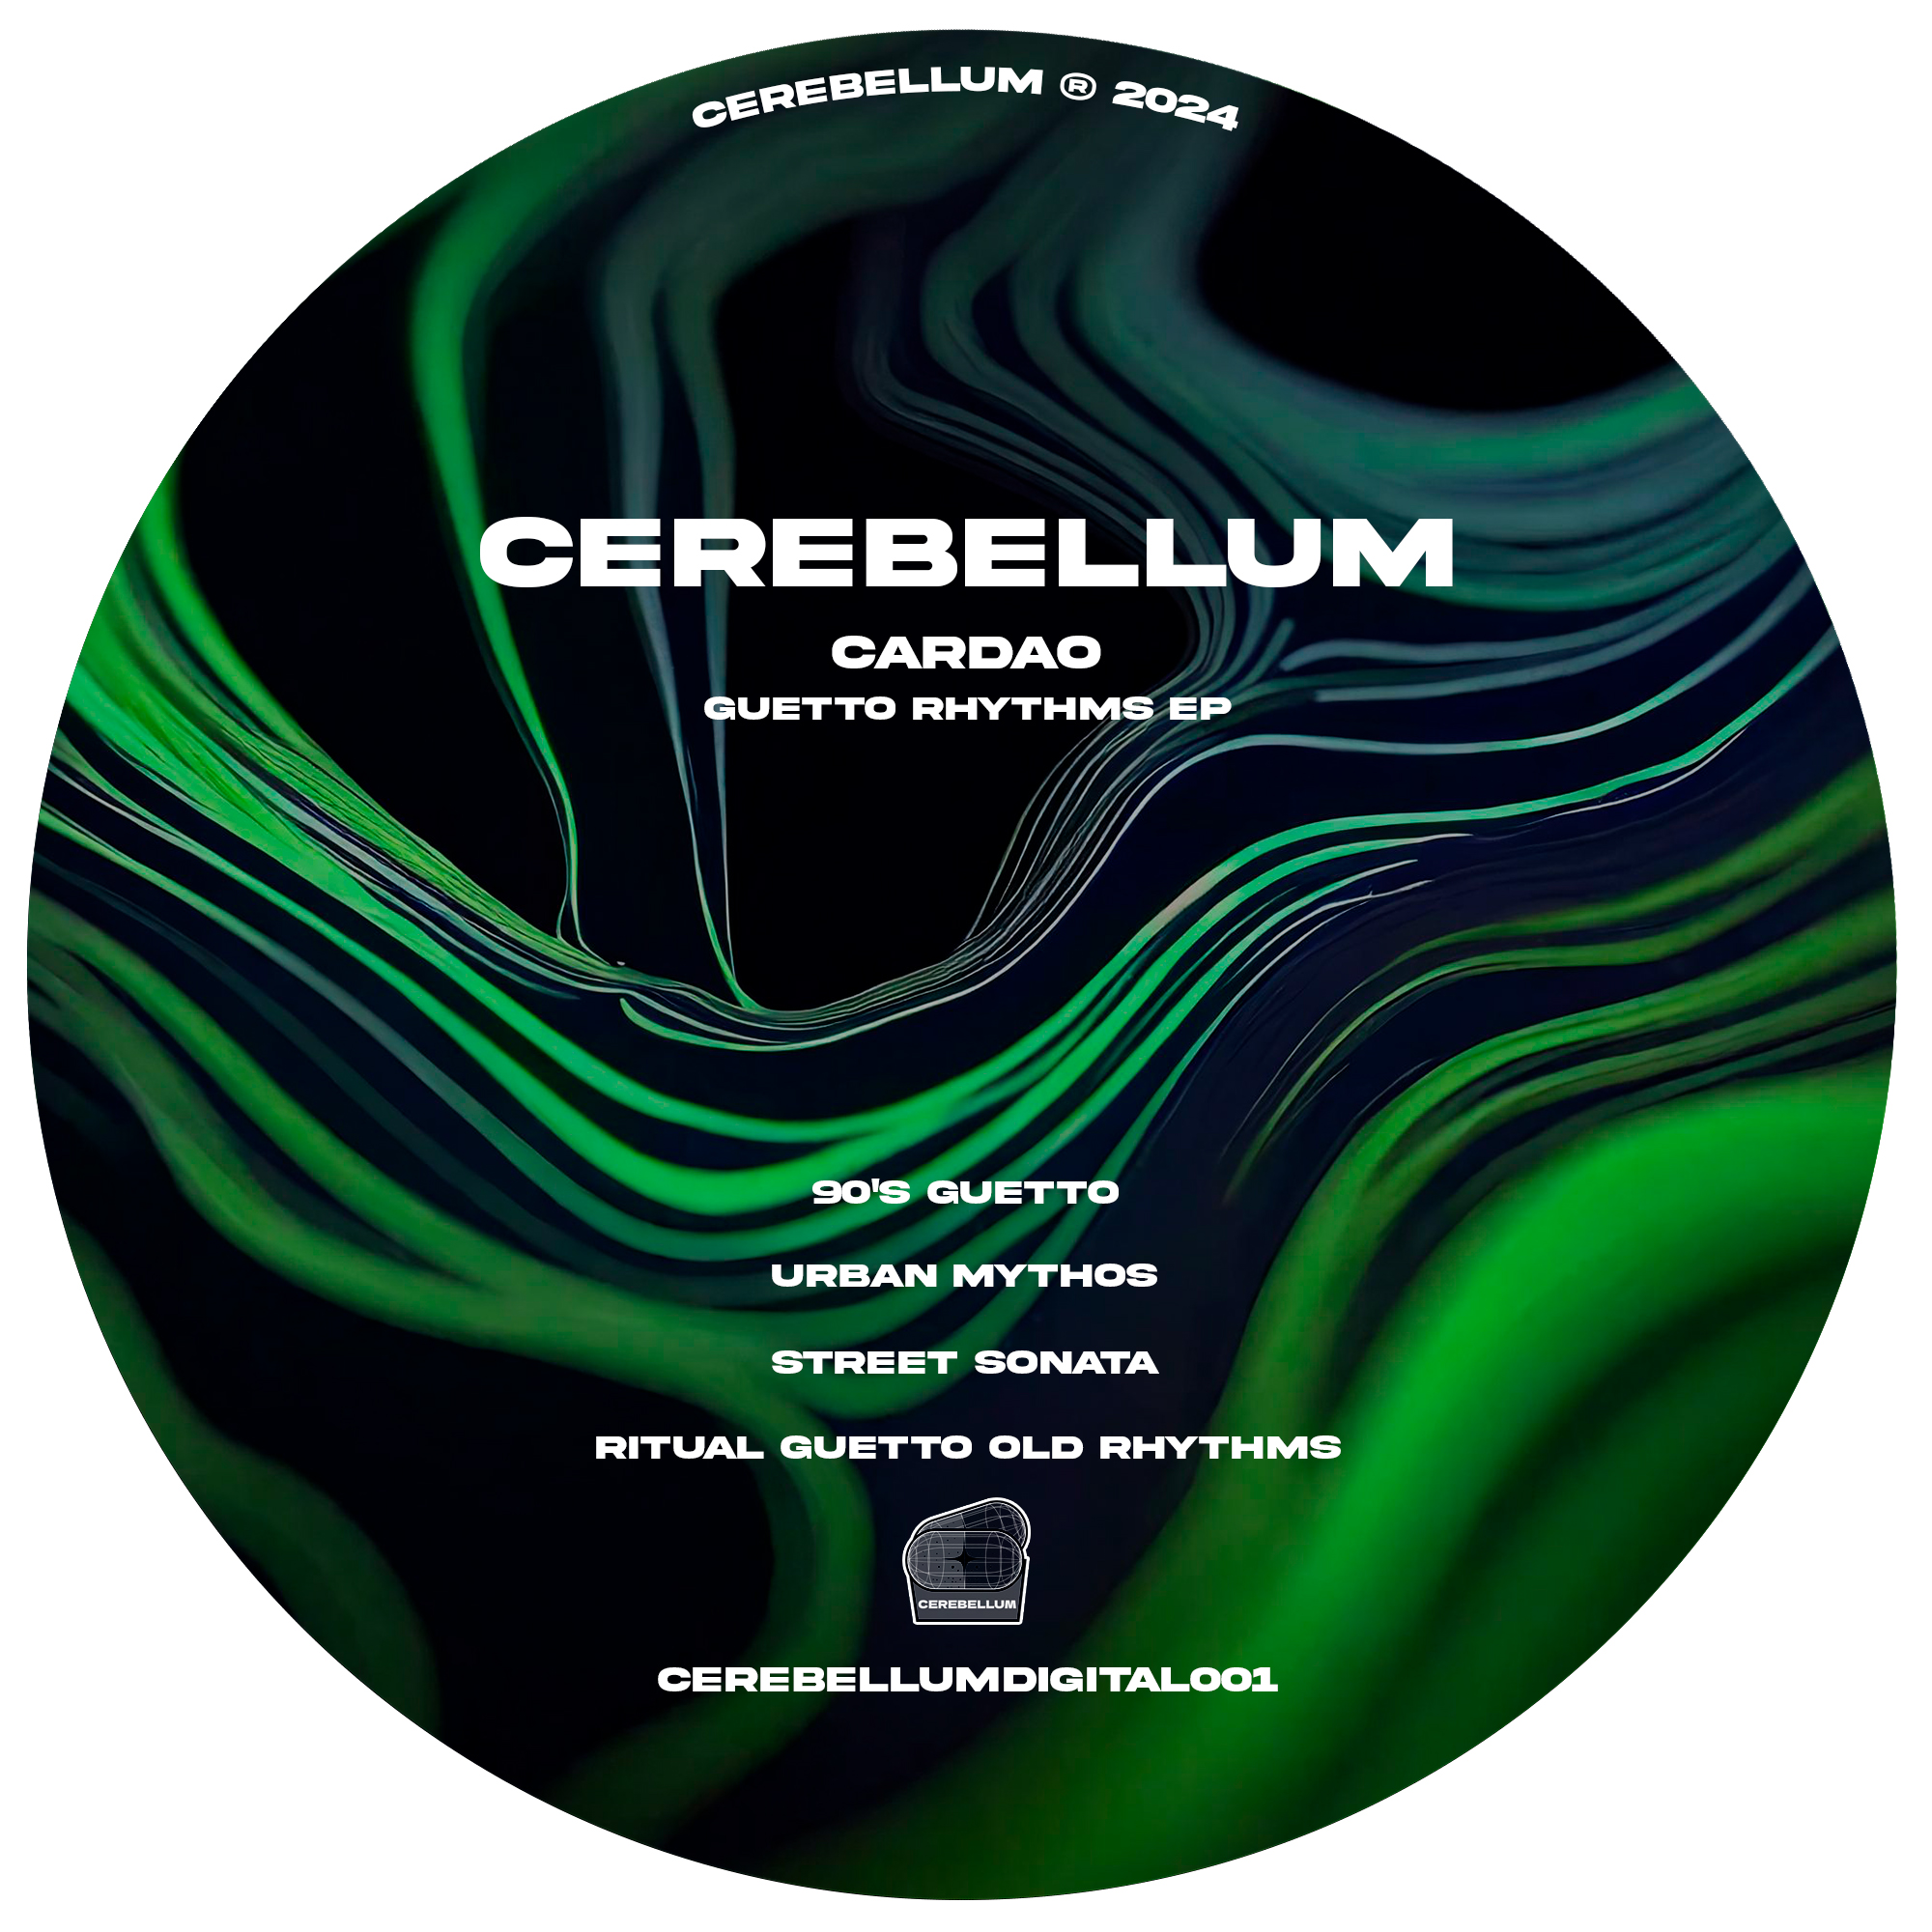 CEREBELLUM ® 2024
CEREBELLUM
CARDAO
GUETTO RHYTHMS EP
90'S GUETTO
URBAN MYTHOS
STREET SONATA
RITUAL GUETTO OLD RHYTHMS
CEREBELLUM
CEREBELLUMDIGITAL001